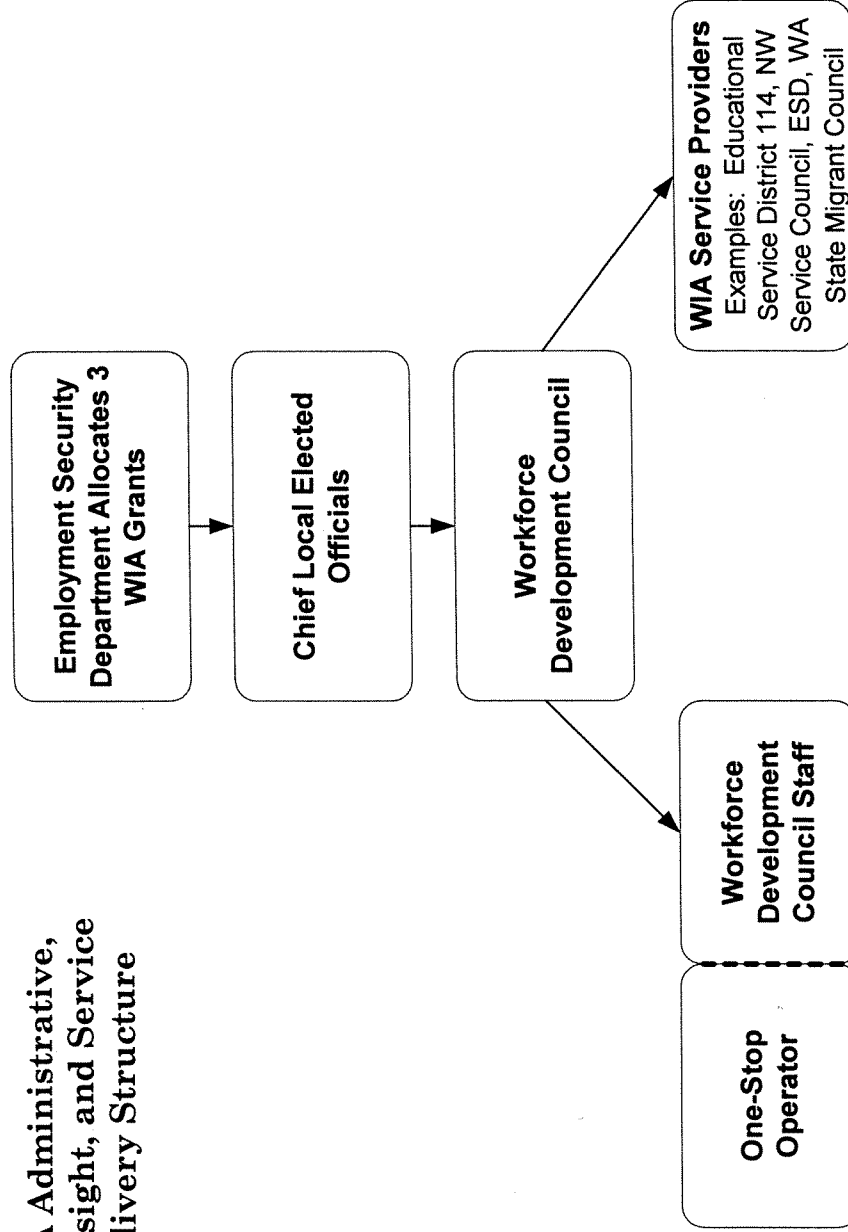 A Administrative,
sight, and Service
livery Structure
Employment Security
Department Allocates 3
WIA Grants
Chief Local Elected
Officials
Workforce
Development Council
One-Stop
Operator
Workforce
Development
Council Staff
WIA Service Providers
Examples: Educational
Service District 114, NW
Service Council, ESD, WA
State Migrant Council